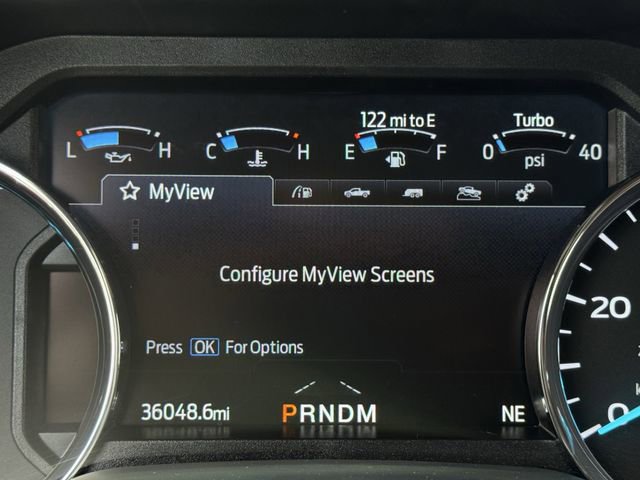 122 mi to E
Turbo
L H
C H
E F
0 40
psi
MyView
Configure MyView Screens
20
Press OK For Options
0
36048.6mi
PRNDM
NE